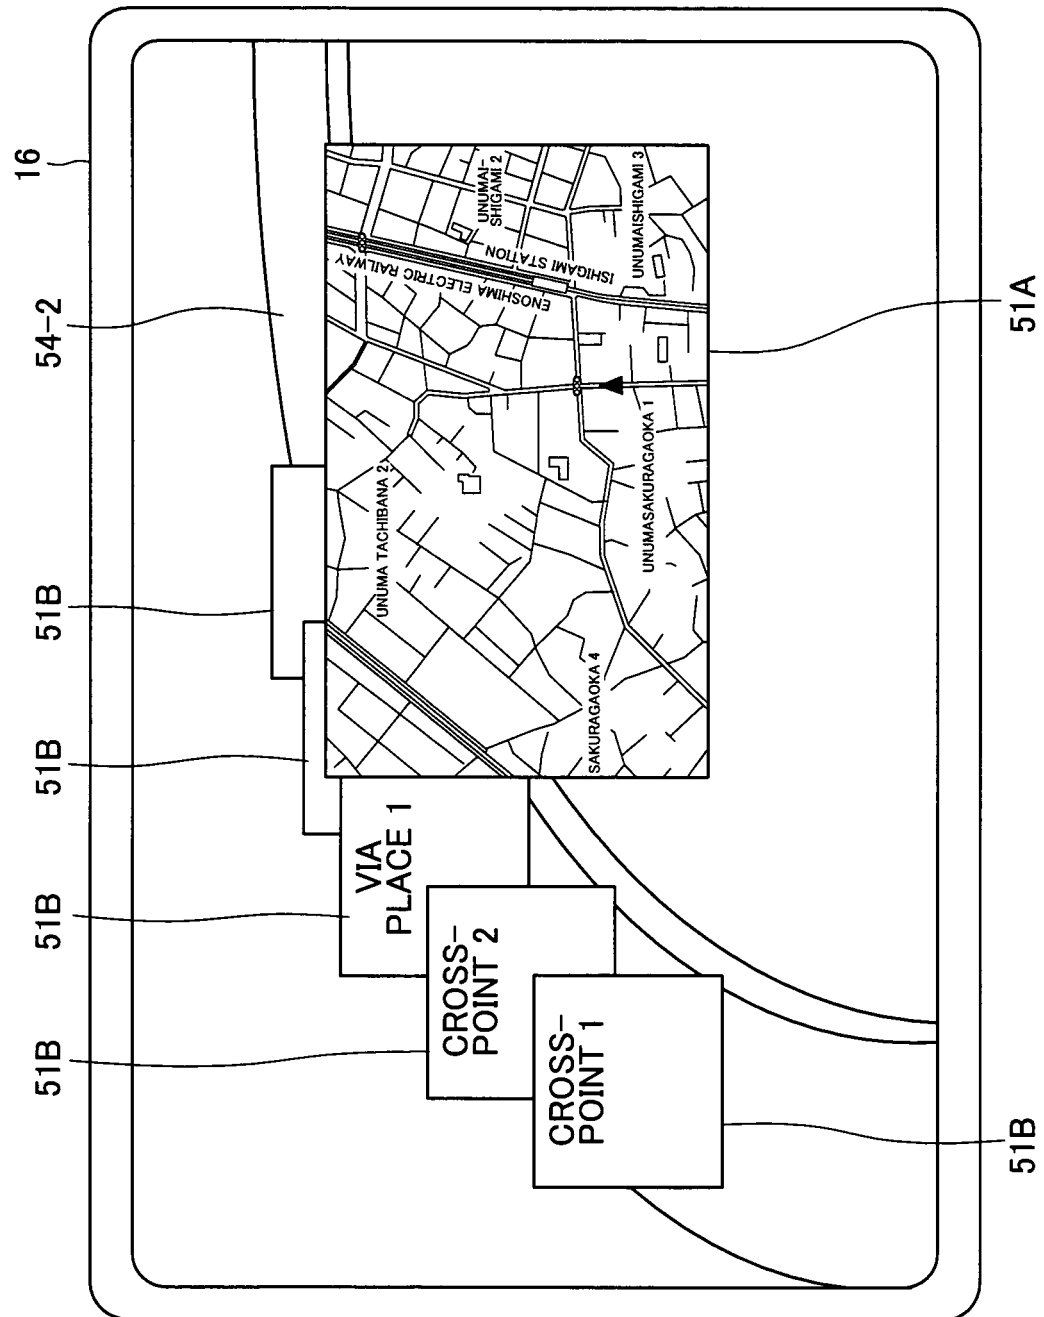 16
54-2
51B
51B
51B
51B
51B
51A
CROSS-
POINT 1
CROSS-
POINT 2
VIA
PLACE 1
UNUMA TACHIBANA 2
SAKURAGAOKA 4
UNUMASAKURAGAOKA 1
ENOSHIMA ELECTRIC RAILWAY
ISHIGAMI STATION
UNUMAI-
SHIGAMI 2
UNUMAISHIGAMI 3